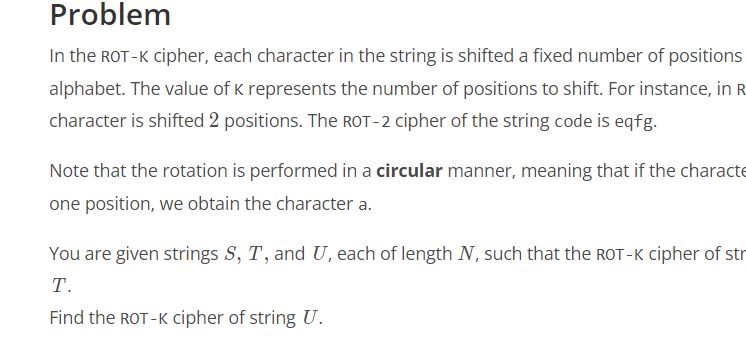 Problem
In the ROT-K cipher, each character in the string is shifted a fixed number of positions
alphabet. The value of K represents the number of positions to shift. For instance, in R
character is shifted 2 positions. The ROT-2 cipher of the string code is eqfg.
Note that the rotation is performed in a circular manner, meaning that if the characte
one position, we obtain the character a.
You are given strings S, T, and U, each of length N, such that the ROT-K cipher of str
T.
Find the ROT-K cipher of string U.